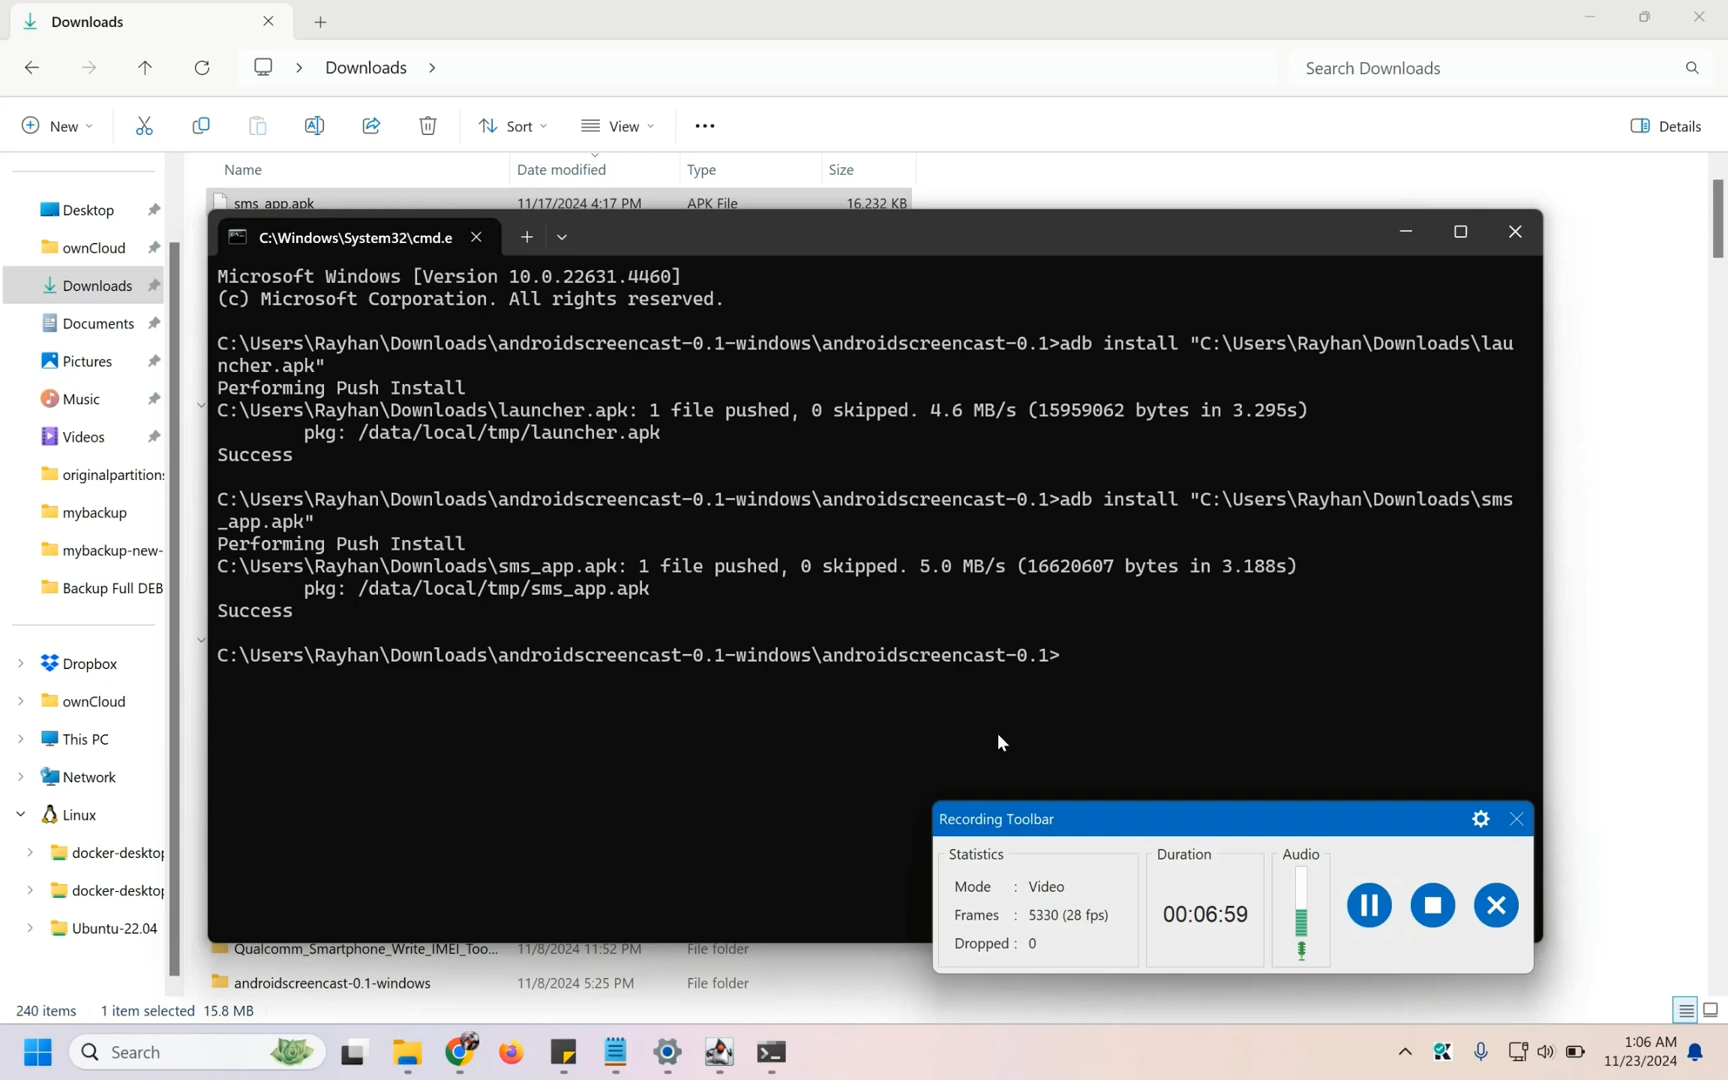 Downloads
Downloads
Search Downloads
New
Sort
View
Details
Name Date modified Type Size
sms_app.apk 11/17/2024 4:17 PM APK File 16,232 KB
Desktop
ownCloud
Downloads
Documents
Pictures
Music
Videos
originalpartition
mybackup
mybackup-new-
Backup Full DEB
Dropbox
ownCloud
This PC
Network
Linux
docker-desktop
docker-desktop
Ubuntu-22.04
C:\Windows\System32\cmd.e
Microsoft Windows [Version 10.0.22631.4460]
(c) Microsoft Corporation. All rights reserved.
C:\Users\Rayhan\Downloads\androidscreencast-0.1-windows\androidscreencast-0.1>adb install "C:\Users\Rayhan\Downloads\lau
ncher.apk"
Performing Push Install
C:\Users\Rayhan\Downloads\launcher.apk: 1 file pushed, 0 skipped. 4.6 MB/s (15959062 bytes in 3.295s)
pkg: /data/local/tmp/launcher.apk
Success
C:\Users\Rayhan\Downloads\androidscreencast-0.1-windows\androidscreencast-0.1>adb install "C:\Users\Rayhan\Downloads\sms
_app.apk"
Performing Push Install
C:\Users\Rayhan\Downloads\sms_app.apk: 1 file pushed, 0 skipped. 5.0 MB/s (16620607 bytes in 3.188s)
pkg: /data/local/tmp/sms_app.apk
Success
C:\Users\Rayhan\Downloads\androidscreencast-0.1-windows\androidscreencast-0.1>
Recording Toolbar
Statistics
Mode : Video
Frames : 5330 (28 fps)
Dropped : 0
Duration
00:06:59
Audio
Qualcomm_Smartphone_Write_IMEI_Too... 11/8/2024 11:52 PM File folder
androidscreencast-0.1-windows 11/8/2024 5:25 PM File folder
240 items 1 item selected 15.8 MB
Search
1:06 AM
11/23/2024